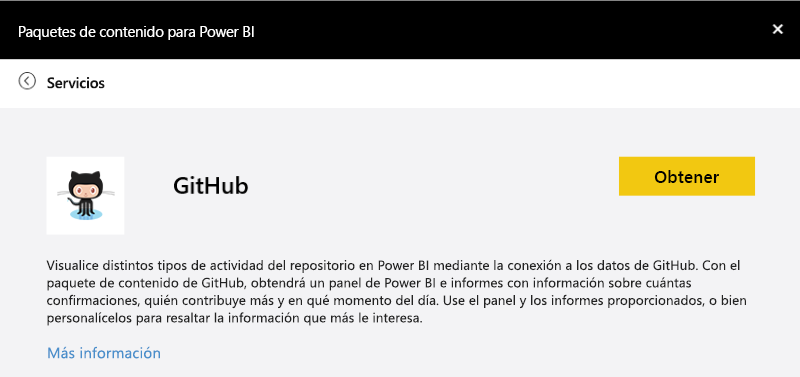 Paquetes de contenido para Power BI
Servicios
GitHub
Obtener
Visualice distintos tipos de actividad del repositorio en Power BI mediante la conexión a los datos de GitHub. Con el
paquete de contenido de GitHub, obtendrá un panel de Power BI e informes con información sobre cuántas
confirmaciones, quién contribuye más y en qué momento del día. Use el panel y los informes proporcionados, o bien
personalícelos para resaltar la información que más le interesa.
Más información